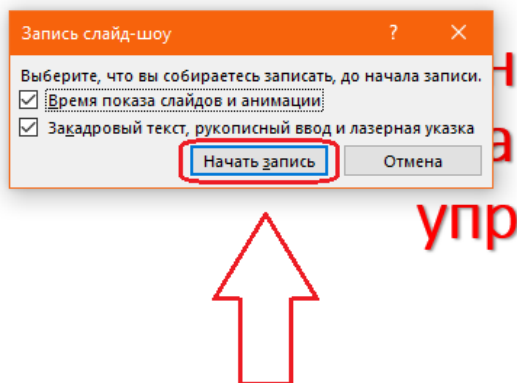 Запись слайд-шоу ?
Выберите, что вы собираетесь записать, до начала записи.
Время показа слайдов и анимации
Закадровый текст, рукописный ввод и лазерная указка
Начать запись Отмена
упр